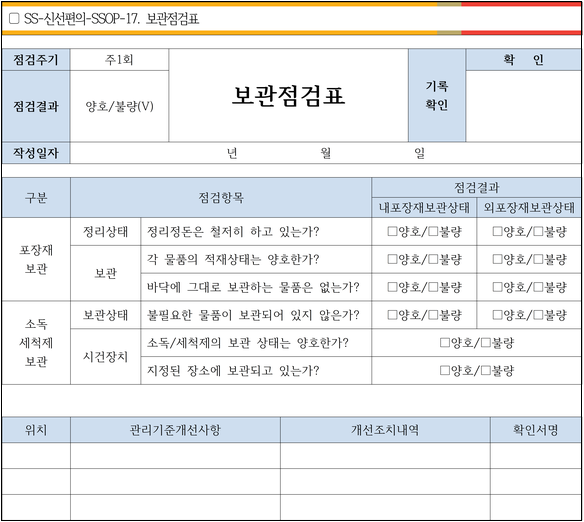 □ SS-신선편의-SSOP-17. 보관점검표
점검주기 주1회 보관점검표 기록 확인 확 인
점검결과 양호/불량(V)
작성일자 년 월 일
구분 점검항목 점검결과
내포장재보관상태 외포장재보관상태
포장재 보관 정리상태 정리정돈은 철저히 하고 있는가? □양호/□불량 □양호/□불량
보관 각 물품의 적재상태는 양호한가? □양호/□불량 □양호/□불량
바닥에 그대로 보관하는 물품은 없는가? □양호/□불량 □양호/□불량
소독 세척제 보관 보관상태 불필요한 물품이 보관되어 있지 않은가? □양호/□불량 □양호/□불량
시건장치 소독/세척제의 보관 상태는 양호한가? □양호/□불량
지정된 장소에 보관되고 있는가? □양호/□불량
위치 관리기준개선사항 개선조치내역 확인서명